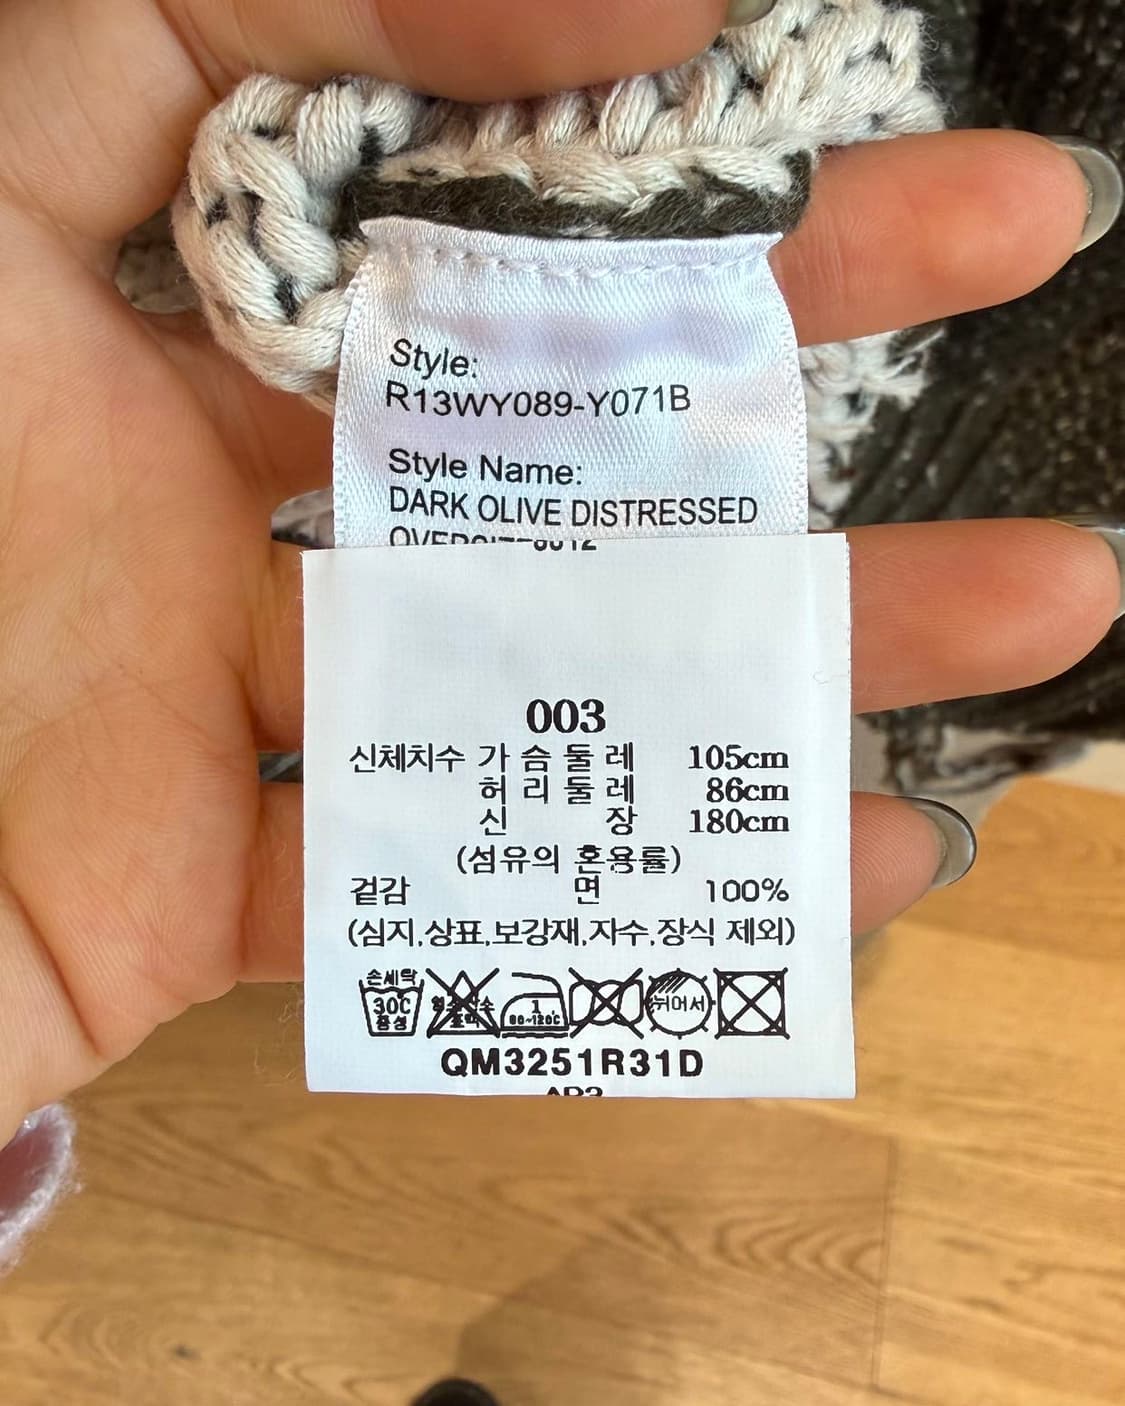 Style:
R13WY089-Y071B
Style Name:
DARK OLIVE DISTRESSED
003
신체치수 가슴둘레 105cm
허리둘레 86cm
신장 180cm
(섬유의 혼용률)
겉감 면 100%
(심지,상표,보강재,자수,장식 제외)
손세탁
30℃
중성
1
80~120℃
뉘어서
QM3251R31D